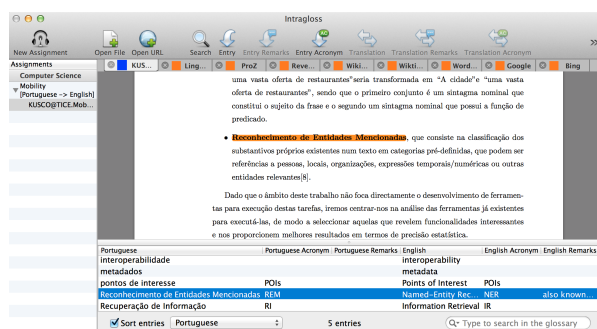 Intragloss
New Assignment Open File Open URL Search Entry Entry Remarks Entry Acronym Translation Translation Remarks Translation Acronym
Assignments KUS... Ling... ProZ Reve... Wiki... Wikti... Word... Google Bing
Computer Science
Mobility
[Portuguese -> English]
KUSCO@TICE.Mob...
uma vasta oferta de restaurantes"seria transformada em "A cidade"e "uma vasta
oferta de restaurantes", sendo que o primeiro conjunto é um sintagma nominal que
constitui o sujeito da frase e o segundo um sintagma nominal que possui a função de
predicado.
• Reconhecimento de Entidades Mencionadas, que consiste na classificação dos
substantivos próprios existentes num texto em categorias pré-definidas, que podem ser
referências a pessoas, locais, organizações, expressões temporais/numéricas ou outras
entidades relevantes[8].
Dado que o âmbito deste trabalho não foca directamente o desenvolvimento de ferramen-
tas para execução destas tarefas, iremos centrar-nos na análise das ferramentas já existentes
para executá-las, de modo a seleccionar aquelas que revelem funcionalidades interessantes
e nos proporcionem melhores resultados em termos de precisão estatística.
Portuguese Portuguese Acronym Portuguese Remarks English English Acronym English Remarks
interoperabilidade interoperability
metadados metadata
pontos de interesse POIs Points of Interest POIs
Reconhecimento de Entidades Mencionadas REM Named-Entity Rec... NER also known...
Recuperação de Informação RI Information Retrieval IR
Sort entries Portuguese 5 entries Type to search in the glossary